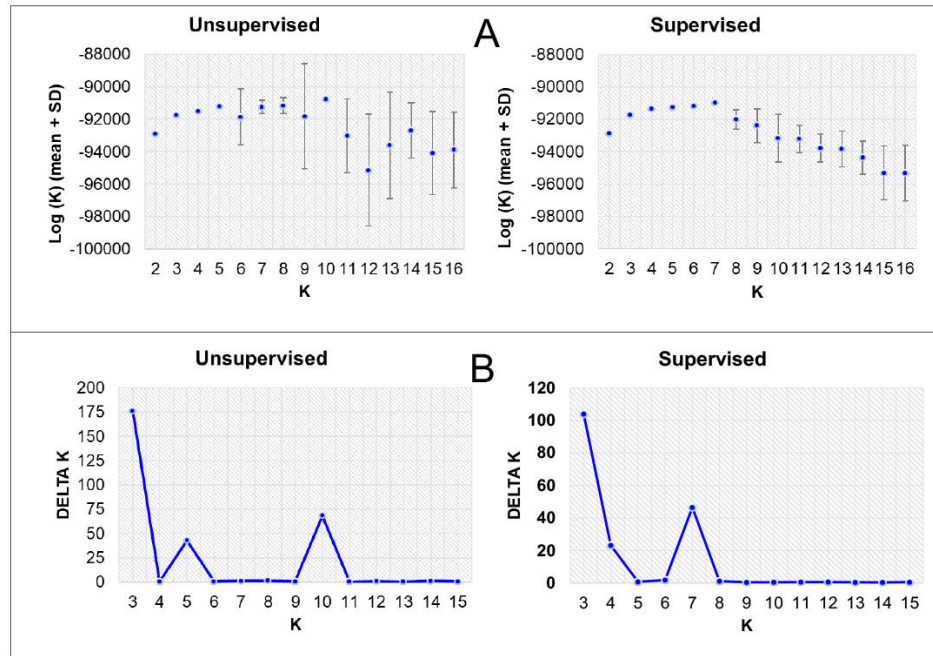 A
Unsupervised
Log (K) (mean + SD)
-88000
-90000
-92000
-94000
-96000
-98000
-100000
2 3 4 5 6 7 8 9 10 11 12 13 14 15 16
K
Supervised
Log (K) (mean + SD)
-88000
-90000
-92000
-94000
-96000
-98000
-100000
2 3 4 5 6 7 8 9 10 11 12 13 14 15 16
K
B
Unsupervised
DELTA K
200
175
150
125
100
75
50
25
0
3 4 5 6 7 8 9 10 11 12 13 14 15
K
Supervised
DELTA K
120
100
80
60
40
20
0
3 4 5 6 7 8 9 10 11 12 13 14 15
K